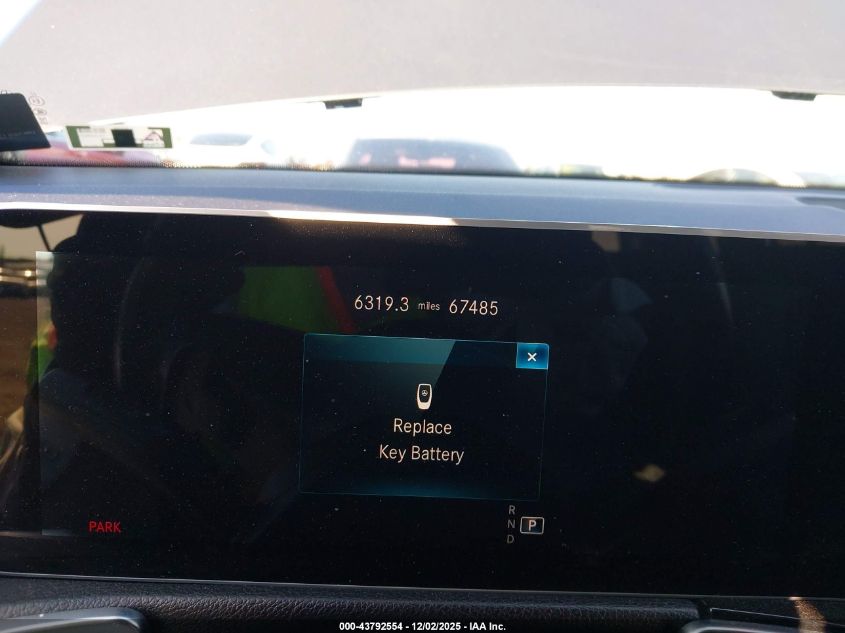 6319.3 miles 67485
×
Replace
Key Battery
R
N P
D
PARK
000-43792554 - 12/02/2025 - IAA Inc.